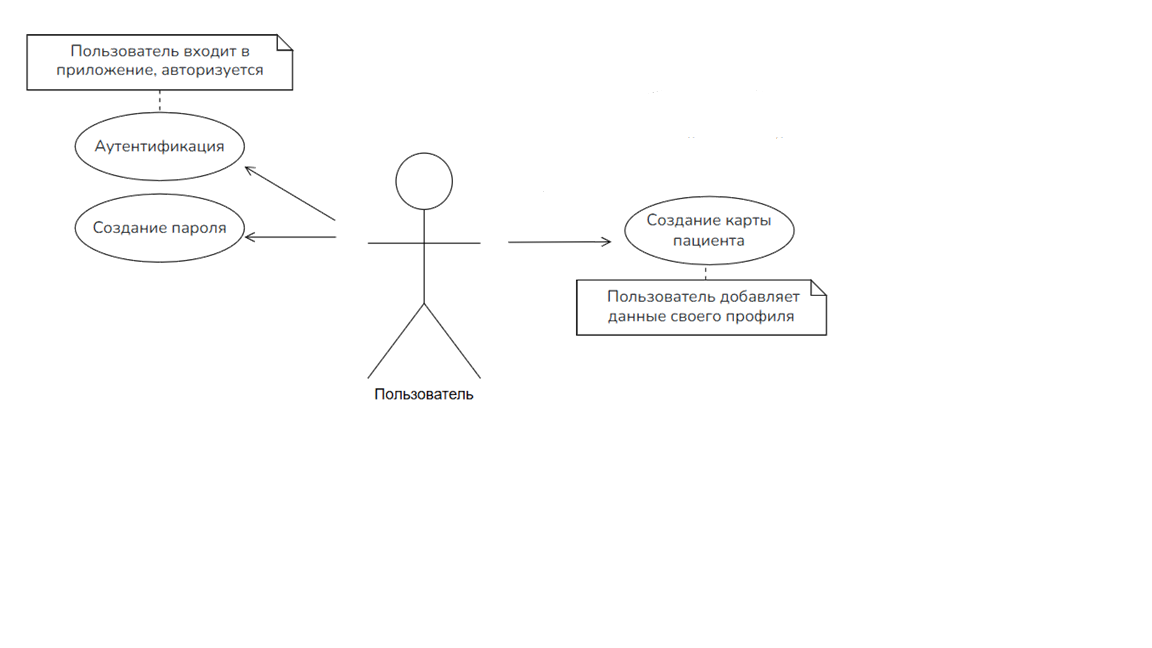 Пользователь входит в
приложение, авторизуется
Аутентификация
Создание пароля
Пользователь
Создание карты
пациента
Пользователь добавляет
данные своего профиля